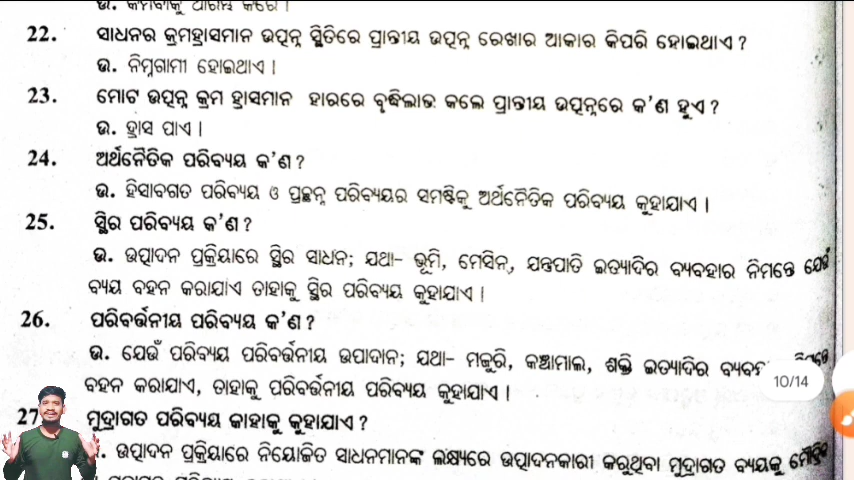 ଉ. କମିବାକୁ ଆରମ୍ଭ କରେ।
22. ସାଧନର କ୍ରମହ୍ରାସମାନ ଉତ୍ପନ୍ନ ସ୍ଥିତିରେ ପ୍ରାନ୍ତୀୟ ଉତ୍ପନ୍ନ ରେଖାର ଆକାର କିପରି ହୋଇଥାଏ ?
ଉ. ନିମ୍ନଗାମୀ ହୋଇଥାଏ।
23. ମୋଟ ଉତ୍ପନ୍ନ କ୍ରମ ହ୍ରାସମାନ ହାରରେ ବୃଦ୍ଧିଲାଭ କଲେ ପ୍ରାନ୍ତୀୟ ଉତ୍ପନ୍ନରେ କ'ଣ ହୁଏ ?
ଉ. ହ୍ରାସ ପାଏ।
24. ଅର୍ଥନୈତିକ ପରିବ୍ୟୟ କ'ଣ ?
ଉ. ହିସାବଗତ ପରିବ୍ୟୟ ଓ ପ୍ରଚ୍ଛନ୍ନ ପରିବ୍ୟୟର ସମଷ୍ଟିକୁ ଅର୍ଥନୈତିକ ପରିବ୍ୟୟ କୁହାଯାଏ।
25. ସ୍ଥିର ପରିବ୍ୟୟ କ'ଣ ?
ଉ. ଉତ୍ପାଦନ ପ୍ରକ୍ରିୟାରେ ସ୍ଥିର ସାଧନ; ଯଥା- ଭୂମି, ମେସିନ୍, ଯନ୍ତ୍ରପାତି ଇତ୍ୟାଦିର ବ୍ୟବହାର ନିମନ୍ତେ ଯେଉଁ
ବ୍ୟୟ ବହନ କରାଯାଏ ତାହାକୁ ସ୍ଥିର ପରିବ୍ୟୟ କୁହାଯାଏ।
26. ପରିବର୍ତ୍ତନୀୟ ପରିବ୍ୟୟ କ'ଣ ?
ଉ. ଯେଉଁ ପରିବ୍ୟୟ ପରିବର୍ତ୍ତନୀୟ ଉପାଦାନ; ଯଥା- ମଜୁରି, କଞ୍ଚାମାଲ, ଶକ୍ତି ଇତ୍ୟାଦିର
10/14
ବହନ କରାଯାଏ, ତାହାକୁ ପରିବର୍ତ୍ତନୀୟ ପରିବ୍ୟୟ କୁହାଯାଏ।
27 ମୁଦ୍ରାଗତ ପରିବ୍ୟୟ କାହାକୁ କୁହାଯାଏ ?
ଉତ୍ପାଦନ ପ୍ରକ୍ରିୟାରେ ନିୟୋଜିତ ସାଧନମାନଙ୍କ ଲକ୍ଷ୍ୟରେ ଉତ୍ପାଦନକାରୀ କରୁଥିବା ମୁଦ୍ରାଗତ ବ୍ୟୟକୁ ମୌଦ୍ରିକ